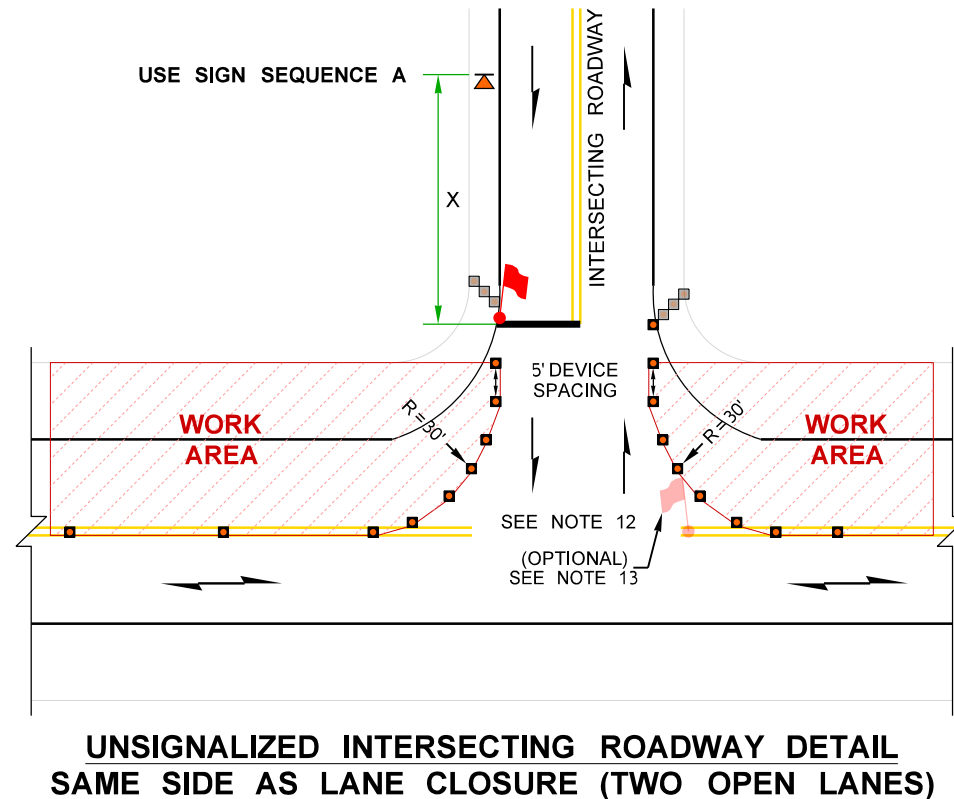 USE SIGN SEQUENCE A
INTERSECTING ROADWAY
X
5' DEVICE
SPACING
R=30'
R=30'
WORK
AREA
WORK
AREA
SEE NOTE 12
(OPTIONAL)
SEE NOTE 13
UNSIGNALIZED INTERSECTING ROADWAY DETAIL
SAME SIDE AS LANE CLOSURE (TWO OPEN LANES)